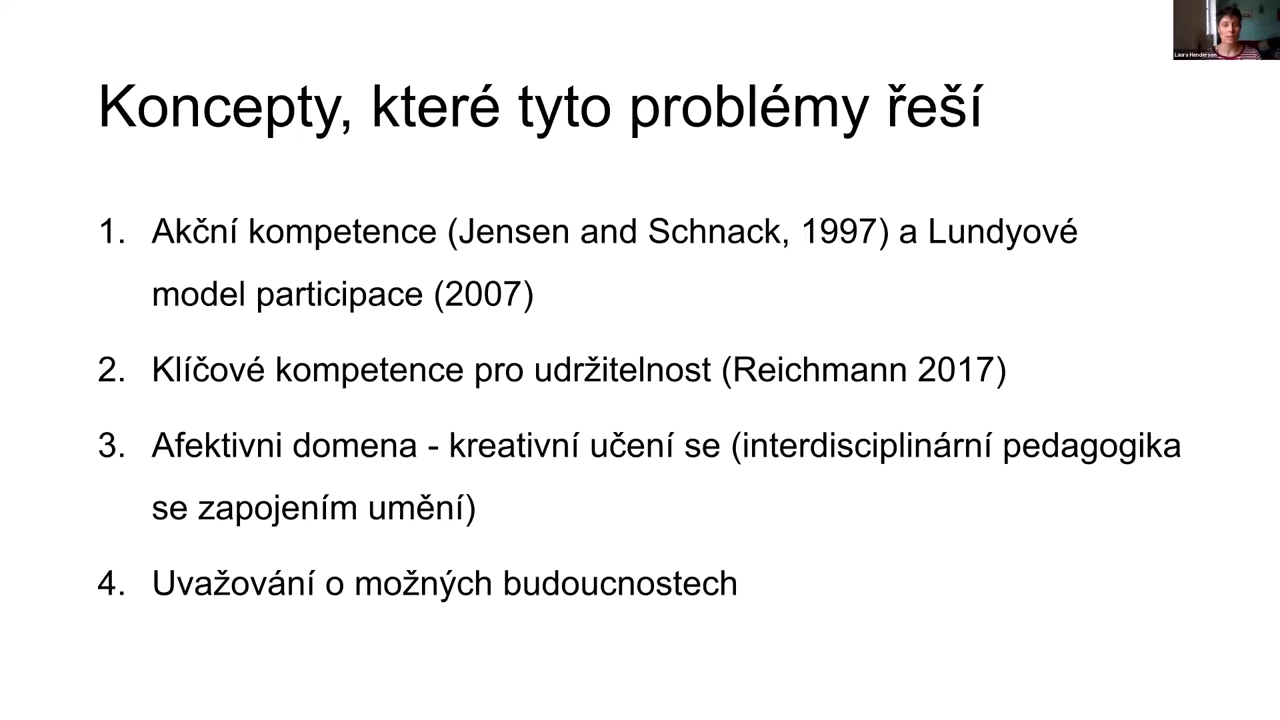 Laura Henderson
Koncepty, které tyto problémy řeší
1. Akční kompetence (Jensen and Schnack, 1997) a Lundyové
model participace (2007)
2. Klíčové kompetence pro udržitelnost (Reichmann 2017)
3. Afektivni domena - kreativní učení se (interdisciplinární pedagogika
se zapojením umění)
4. Uvažování o možných budoucnostech